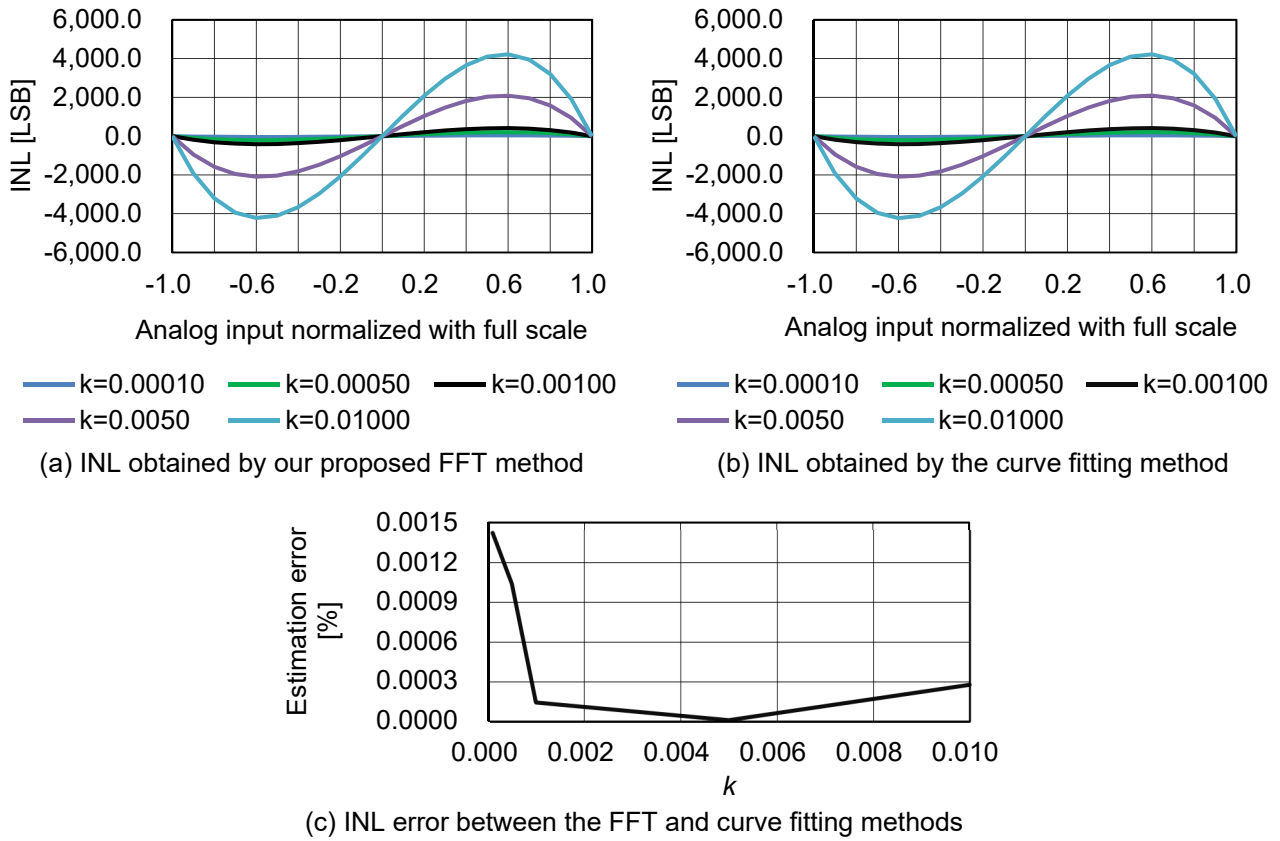 6,000.0
4,000.0
2,000.0
0.0
-2,000.0
-4,000.0
-6,000.0
INL [LSB]
-1.0 -0.6 -0.2 0.2 0.6 1.0
Analog input normalized with full scale
k=0.00010 k=0.00050 k=0.00100
k=0.0050 k=0.01000
(a) INL obtained by our proposed FFT method
6,000.0
4,000.0
2,000.0
0.0
-2,000.0
-4,000.0
-6,000.0
INL [LSB]
-1.0 -0.6 -0.2 0.2 0.6 1.0
Analog input normalized with full scale
k=0.00010 k=0.00050 k=0.00100
k=0.0050 k=0.01000
(b) INL obtained by the curve fitting method
Estimation error
[%]
0.0015
0.0012
0.0009
0.0006
0.0003
0.0000
0.000 0.002 0.004 0.006 0.008 0.010
k
(c) INL error between the FFT and curve fitting methods